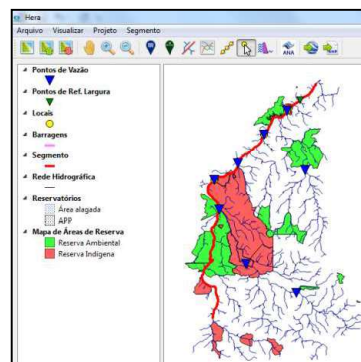 Hera
Arquivo Visualizar Projeto Segmento
ANA
Pontos de Vazão
Pontos de Ref. Largura
Locais
Barragens
Segmento
Rede Hidrográfica
Reservatórios
Área alagada
APP
Mapa de Áreas de Reserva
Reserva Ambiental
Reserva Indígena